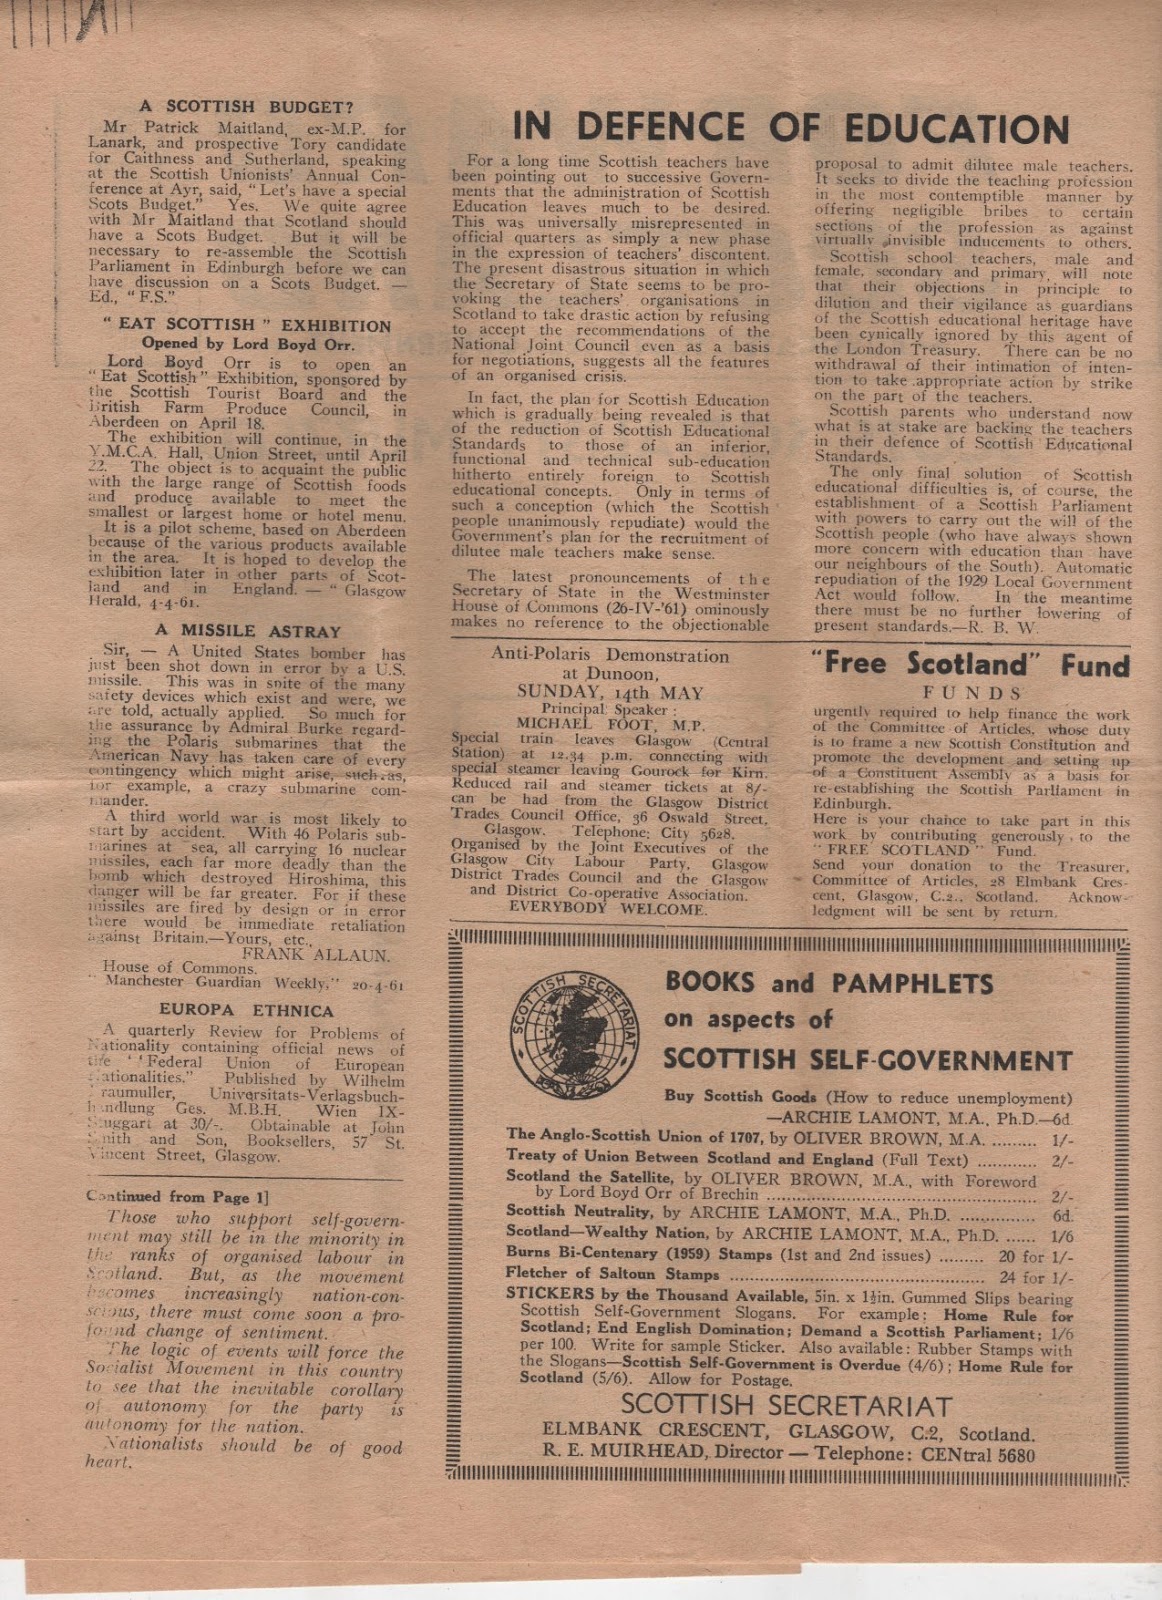 A SCOTTISH BUDGET?
Mr Patrick Maitland, ex-M.P. for
Lanark, and prospective Tory candidate
for Caithness and Sutherland, speaking
at the Scottish Unionists' Annual Con-
ference at Ayr, said, "Let's have a special
Scots Budget." Yes. We quite agree
with Mr Maitland that Scotland should
have a Scots Budget. But it will be
necessary to re-assemble the Scottish
Parliament in Edinburgh before we can
have discussion on a Scots Budget. —
Ed., "F.S."
"EAT SCOTTISH" EXHIBITION
Opened by Lord Boyd Orr.
Lord Boyd Orr is to open an
"Eat Scottish" Exhibition, sponsored by
the Scottish Tourist Board and the
British Farm Produce Council, in
Aberdeen on April 18.
The exhibition will continue, in the
Y.M.C.A. Hall, Union Street, until April
22. The object is to acquaint the public
with the large range of Scottish foods
and produce available to meet the
smallest or largest home or hotel menu.
It is a pilot scheme, based on Aberdeen
because of the various products available
in the area. It is hoped to develop the
exhibition later in other parts of Scot-
land and in England. — "Glasgow
Herald, 4-4-61.
A MISSILE ASTRAY
Sir, — A United States bomber has
just been shot down in error by a U.S.
missile. This was in spite of the many
safety devices which exist and were, we
are told, actually applied. So much for
the assurance by Admiral Burke regard-
ing the Polaris submarines that the
American Navy has taken care of every
contingency which might arise, such as,
for example, a crazy submarine com-
mander.
A third world war is most likely to
start by accident. With 46 Polaris sub-
marines at sea, all carrying 16 nuclear
missiles, each far more deadly than the
bomb which destroyed Hiroshima, this
danger will be far greater. For if these
missiles are fired by design or in error
there would be immediate retaliation
against Britain.—Yours, etc.,
FRANK ALLAUN.
House of Commons.
"Manchester Guardian Weekly," 20-4-61
EUROPA ETHNICA
A quarterly Review for Problems of
Nationality containing official news of
the ''Federal Union of European
Nationalities." Published by Wilhelm
Braumuller, Universitats-Verlagsbuch-
handlung Ges. M.B.H. Wien IX-
Stuggart at 30/-. Obtainable at John
Smith and Son, Booksellers, 57 St.
Vincent Street, Glasgow.
Continued from Page 1]
Those who support self-govern-
ment may still be in the minority in
the ranks of organised labour in
Scotland. But, as the movement
becomes increasingly nation-con-
scious, there must come soon a pro-
found change of sentiment.
The logic of events will force the
Socialist Movement in this country
to see that the inevitable corollary
of autonomy for the party is
autonomy for the nation.
Nationalists should be of good
heart.
IN DEFENCE OF EDUCATION
For a long time Scottish teachers have
been pointing out to successive Govern-
ments that the administration of Scottish
Education leaves much to be desired.
This was universally misrepresented in
official quarters as simply a new phase
in the expression of teachers' discontent.
The present disastrous situation in which
the Secretary of State seems to be pro-
voking the teachers' organisations in
Scotland to take drastic action by refusing
to accept the recommendations of the
National Joint Council even as a basis
for negotiations, suggests all the features
of an organised crisis.
In fact, the plan for Scottish Education
which is gradually being revealed is that
of the reduction of Scottish Educational
Standards to those of an inferior,
functional and technical sub-education
hitherto entirely foreign to Scottish
educational concepts. Only in terms of
such a conception (which the Scottish
people unanimously repudiate) would the
Government's plan for the recruitment of
dilutee male teachers make sense.
The latest pronouncements of the
Secretary of State in the Westminster
House of Commons (26-IV-'61) ominously
makes no reference to the objectionable
proposal to admit dilutee male teachers.
It seeks to divide the teaching profession
in the most contemptible manner by
offering negligible bribes to certain
sections of the profession as against
virtually invisible inducements to others.
Scottish school teachers, male and
female, secondary and primary, will note
that their objections in principle to
dilution and their vigilance as guardians
of the Scottish educational heritage have
been cynically ignored by this agent of
the London Treasury. There can be no
withdrawal of their intimation of inten-
tion to take appropriate action by strike
on the part of the teachers.
Scottish parents who understand now
what is at stake are backing the teachers
in their defence of Scottish Educational
Standards.
The only final solution of Scottish
educational difficulties is, of course, the
establishment of a Scottish Parliament
with powers to carry out the will of the
Scottish people (who have always shown
more concern with education than have
our neighbours of the South). Automatic
repudiation of the 1929 Local Government
Act would follow. In the meantime
there must be no further lowering of
present standards.—R. B. W.
Anti-Polaris Demonstration
at Dunoon,
SUNDAY, 14th MAY
Principal Speaker :
MICHAEL FOOT, M.P.
Special train leaves Glasgow (Central
Station) at 12.34 p.m. connecting with
special steamer leaving Gourock for Kirn.
Reduced rail and steamer tickets at 8/-
can be had from the Glasgow District
Trades Council Office, 36 Oswald Street,
Glasgow. Telephone: City 5628.
Organised by the Joint Executives of the
Glasgow City Labour Party, Glasgow
District Trades Council and the Glasgow
and District Co-operative Association.
EVERYBODY WELCOME.
"Free Scotland" Fund
FUNDS
urgently required to help finance the work
of the Committee of Articles, whose duty
is to frame a new Scottish Constitution and
promote the development and setting up
of a Constituent Assembly as a basis for
re-establishing the Scottish Parliament in
Edinburgh.
Here is your chance to take part in this
work by contributing generously to the
"FREE SCOTLAND" Fund.
Send your donation to the Treasurer,
Committee of Articles, 28 Elmbank Cres-
cent, Glasgow, C.2., Scotland. Acknow-
ledgment will be sent by return.
SCOTTISH SECRETARIAT
BOOKS and PAMPHLETS
on aspects of
SCOTTISH SELF-GOVERNMENT
Buy Scottish Goods (How to reduce unemployment)
—ARCHIE LAMONT, M.A., Ph.D.—6d.
The Anglo-Scottish Union of 1707, by OLIVER BROWN, M.A. ......... 1/-
Treaty of Union Between Scotland and England (Full Text) ............ 2/-
Scotland the Satellite, by OLIVER BROWN, M.A., with Foreword
by Lord Boyd Orr of Brechin ........................................ 2/-
Scottish Neutrality, by ARCHIE LAMONT, M.A., Ph.D. ............... 6d.
Scotland—Wealthy Nation, by ARCHIE LAMONT, M.A., Ph.D. ...... 1/6
Burns Bi-Centenary (1959) Stamps (1st and 2nd issues) ......... 20 for 1/-
Fletcher of Saltoun Stamps ...................................... 24 for 1/-
STICKERS by the Thousand Available, 5in. x 1½in. Gummed Slips bearing
Scottish Self-Government Slogans. For example: Home Rule for
Scotland; End English Domination; Demand a Scottish Parliament; 1/6
per 100. Write for sample Sticker. Also available: Rubber Stamps with
the Slogans—Scottish Self-Government is Overdue (4/6); Home Rule for
Scotland (5/6). Allow for Postage.
SCOTTISH SECRETARIAT
ELMBANK CRESCENT, GLASGOW, C.2, Scotland.
R. E. MUIRHEAD, Director — Telephone: CENtral 5680